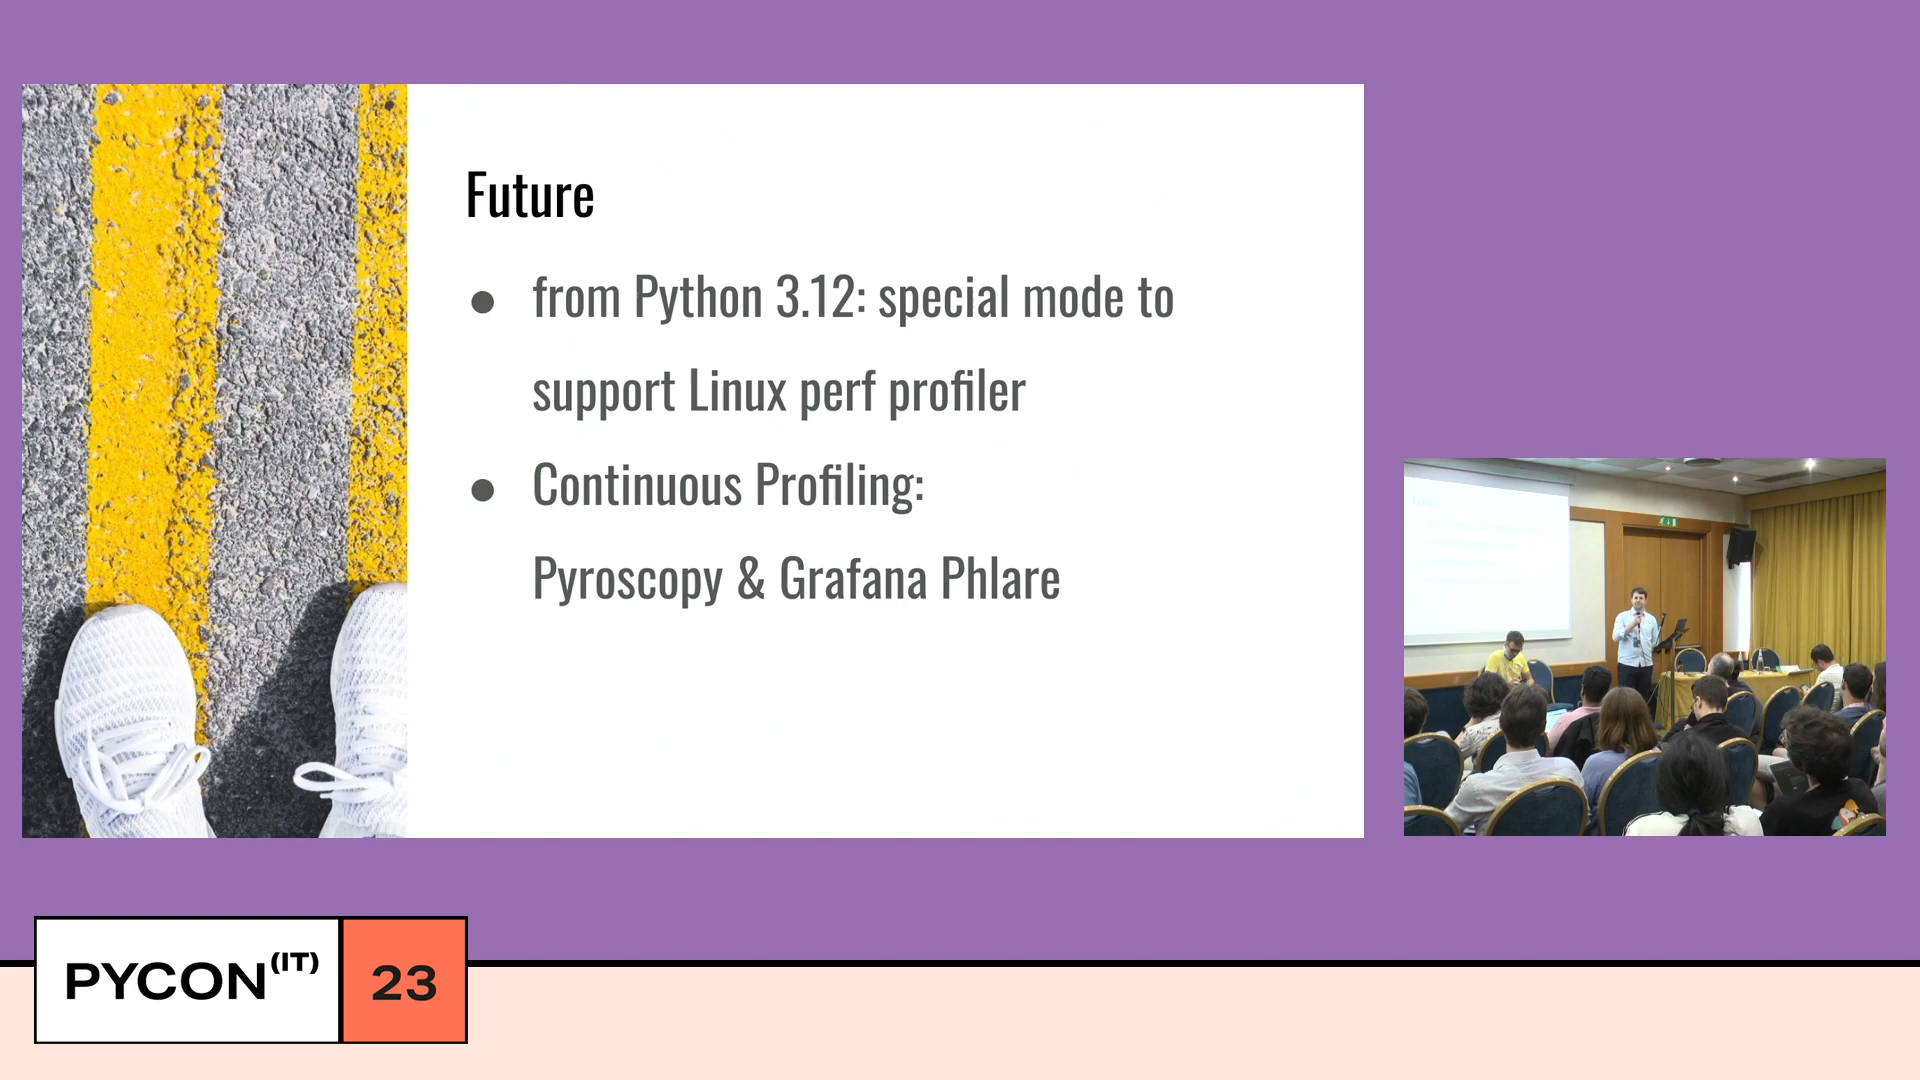 Future
● from Python 3.12: special mode to
support Linux perf profiler
● Continuous Profiling:
Pyroscopy & Grafana Phlare
PYCON(IT) 23